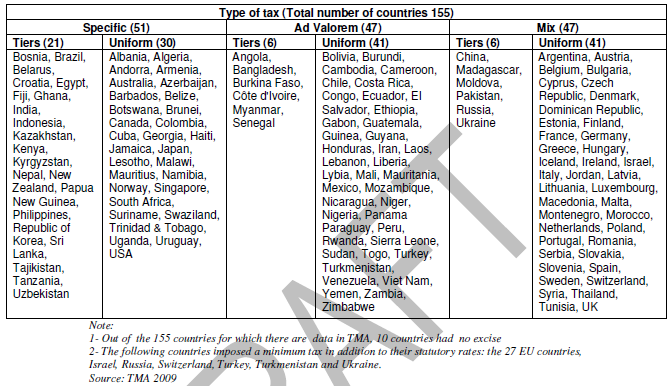 Type of tax (Total number of countries 155)
Specific (51) Ad Valorem (47) Mix (47)
Tiers (21) Uniform (30) Tiers (6) Uniform (41) Tiers (6) Uniform (41)
Bosnia, Brazil,
Belarus,
Croatia, Egypt,
Fiji, Ghana,
India,
Indonesia,
Kazakhstan,
Kenya,
Kyrgyzstan,
Nepal, New
Zealand, Papua
New Guinea,
Philippines,
Republic of
Korea, Sri
Lanka,
Tajikistan,
Tanzania,
Uzbekistan
Albania, Algeria,
Andorra, Armenia,
Australia, Azerbaijan,
Barbados, Belize,
Botswana, Brunei,
Canada, Colombia,
Cuba, Georgia, Haiti,
Jamaica, Japan,
Lesotho, Malawi,
Mauritius, Namibia,
Norway, Singapore,
South Africa,
Suriname, Swaziland,
Trinidad & Tobago,
Uganda, Uruguay,
USA
Angola,
Bangladesh,
Burkina Faso,
Côte d'Ivoire,
Myanmar,
Senegal
Bolivia, Burundi,
Cambodia, Cameroon,
Chile, Costa Rica,
Congo, Ecuador, El
Salvador, Ethiopia,
Gabon, Guatemala,
Guinea, Guyana,
Honduras, Iran, Laos,
Lebanon, Liberia,
Lybia, Mali, Mauritania,
Mexico, Mozambique,
Nicaragua, Niger,
Nigeria, Panama
Paraguay, Peru,
Rwanda, Sierra Leone,
Sudan, Togo, Turkey,
Turkmenistan,
Venezuela, Viet Nam,
Yemen, Zambia,
Zimbabwe
China,
Madagascar,
Moldova,
Pakistan,
Russia,
Ukraine
Argentina, Austria,
Belgium, Bulgaria,
Cyprus, Czech
Republic, Denmark,
Dominican Republic,
Estonia, Finland,
France, Germany,
Greece, Hungary,
Iceland, Ireland, Israel,
Italy, Jordan, Latvia,
Lithuania, Luxembourg,
Macedonia, Malta,
Montenegro, Morocco,
Netherlands, Poland,
Portugal, Romania,
Serbia, Slovakia,
Slovenia, Spain,
Sweden, Switzerland,
Syria, Thailand,
Tunisia, UK
Note:
1- Out of the 155 countries for which there are data in TMA, 10 countries had no excise
2- The following countries imposed a minimum tax in addition to their statutory rates: the 27 EU countries,
Israel, Russia, Switzerland, Turkey, Turkmenistan and Ukraine.
Source: TMA 2009